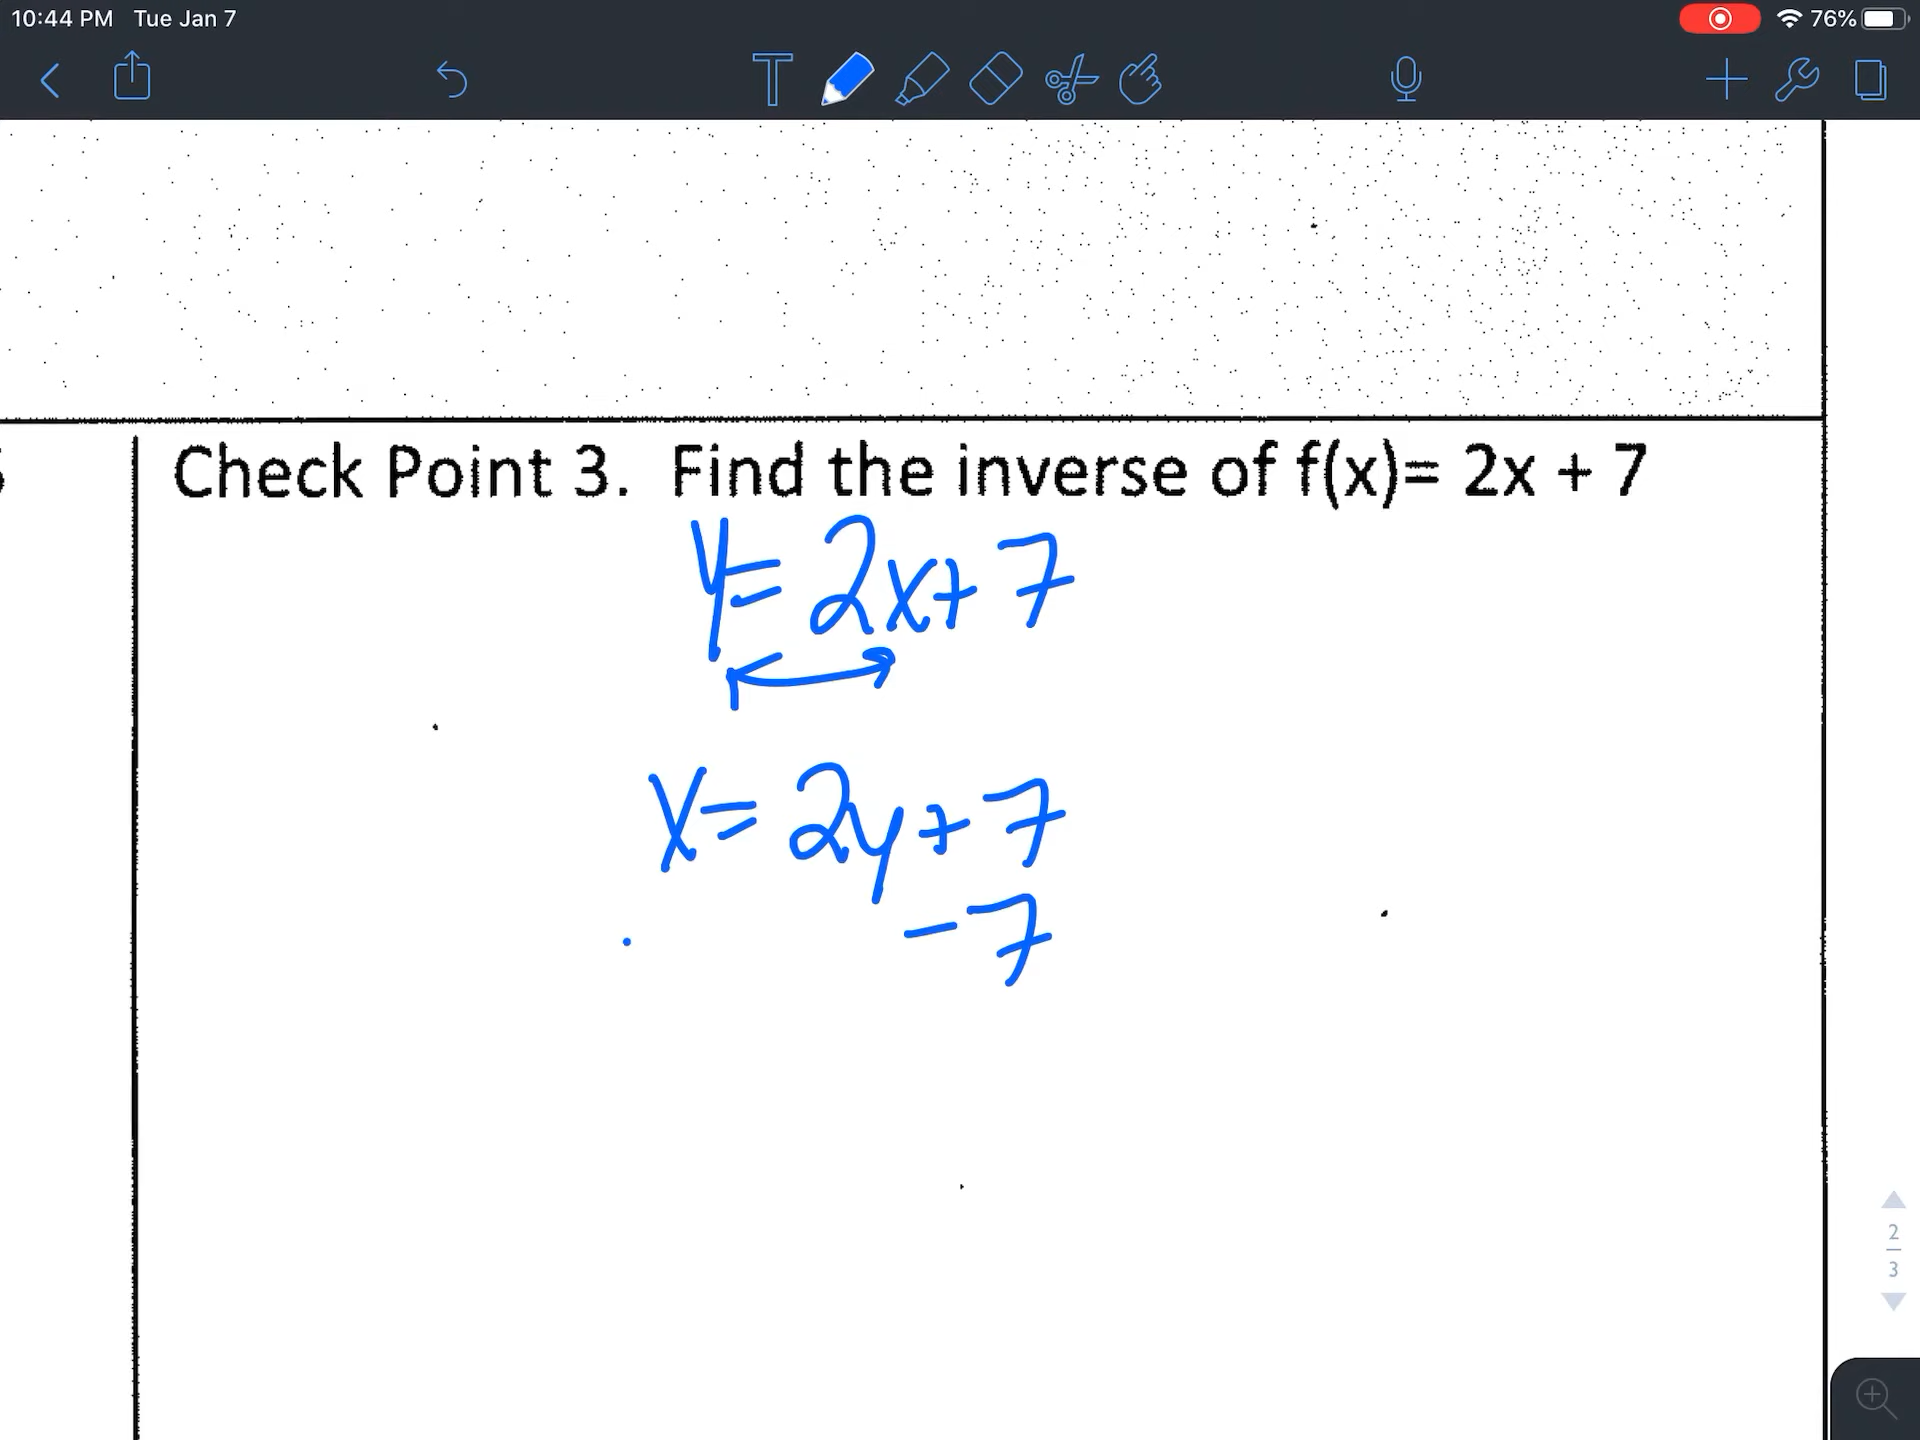 10:44 PM Tue Jan 7
76%
T
Check Point 3. Find the inverse of f(x)= 2x + 7
y= 2x+7
x= 2y+7
-7
2
3